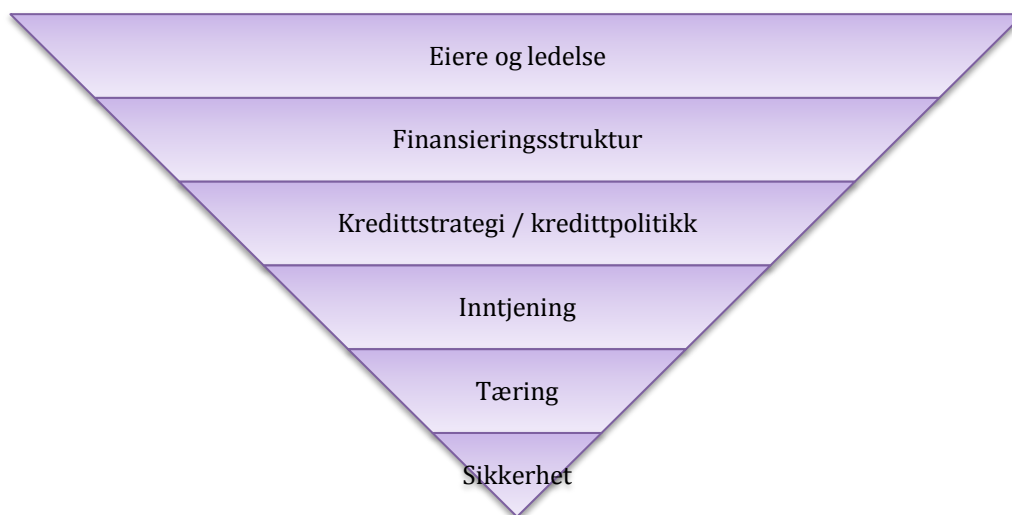 Eiere og ledelse
Finansieringsstruktur
Kredittstrategi / kredittpolitikk
Inntjening
Tæring
Sikkerhet